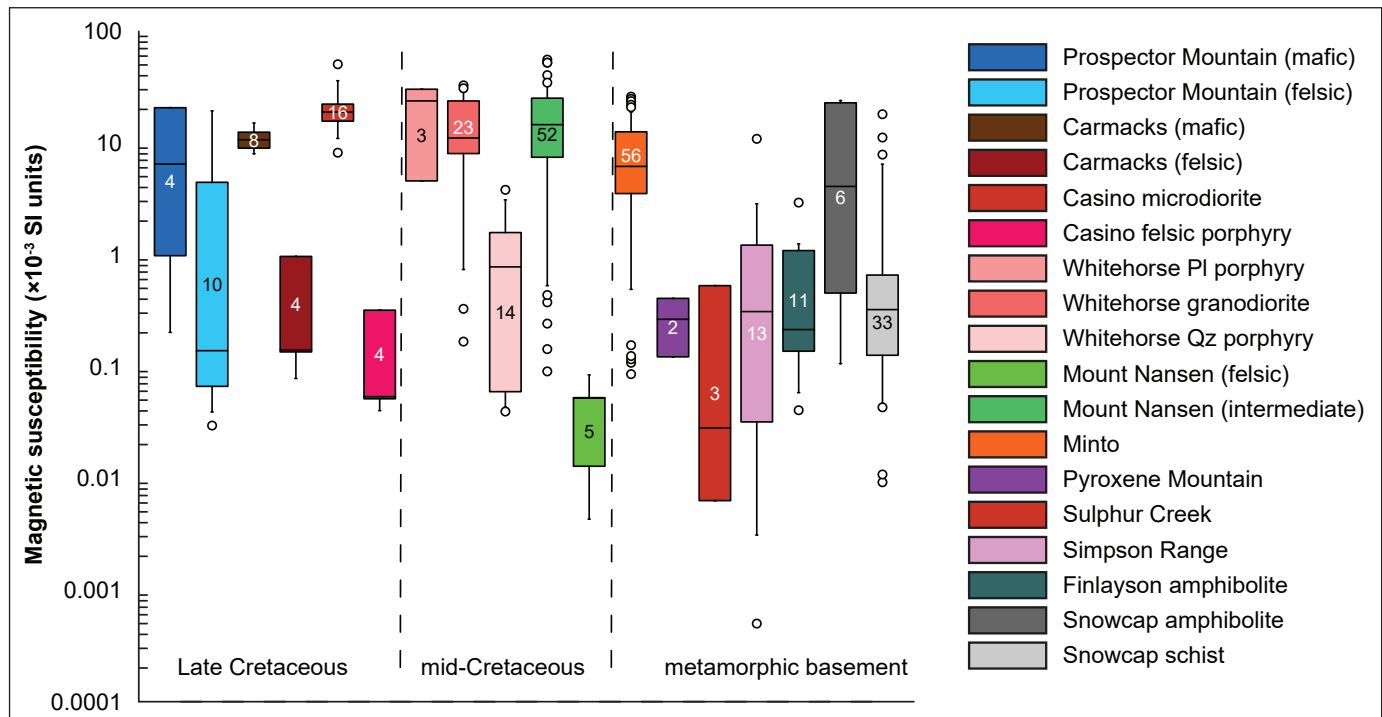 Magnetic susceptibility (×10⁻³ SI units)
100
10
1
0.1
0.01
0.001
0.0001
4
10
8
4
16
4
3
23
14
52
5
56
2
3
13
11
6
33
Late Cretaceous
mid-Cretaceous
metamorphic basement
Prospector Mountain (mafic)
Prospector Mountain (felsic)
Carmacks (mafic)
Carmacks (felsic)
Casino microdiorite
Casino felsic porphyry
Whitehorse Pl porphyry
Whitehorse granodiorite
Whitehorse Qz porphyry
Mount Nansen (felsic)
Mount Nansen (intermediate)
Minto
Pyroxene Mountain
Sulphur Creek
Simpson Range
Finlayson amphibolite
Snowcap amphibolite
Snowcap schist